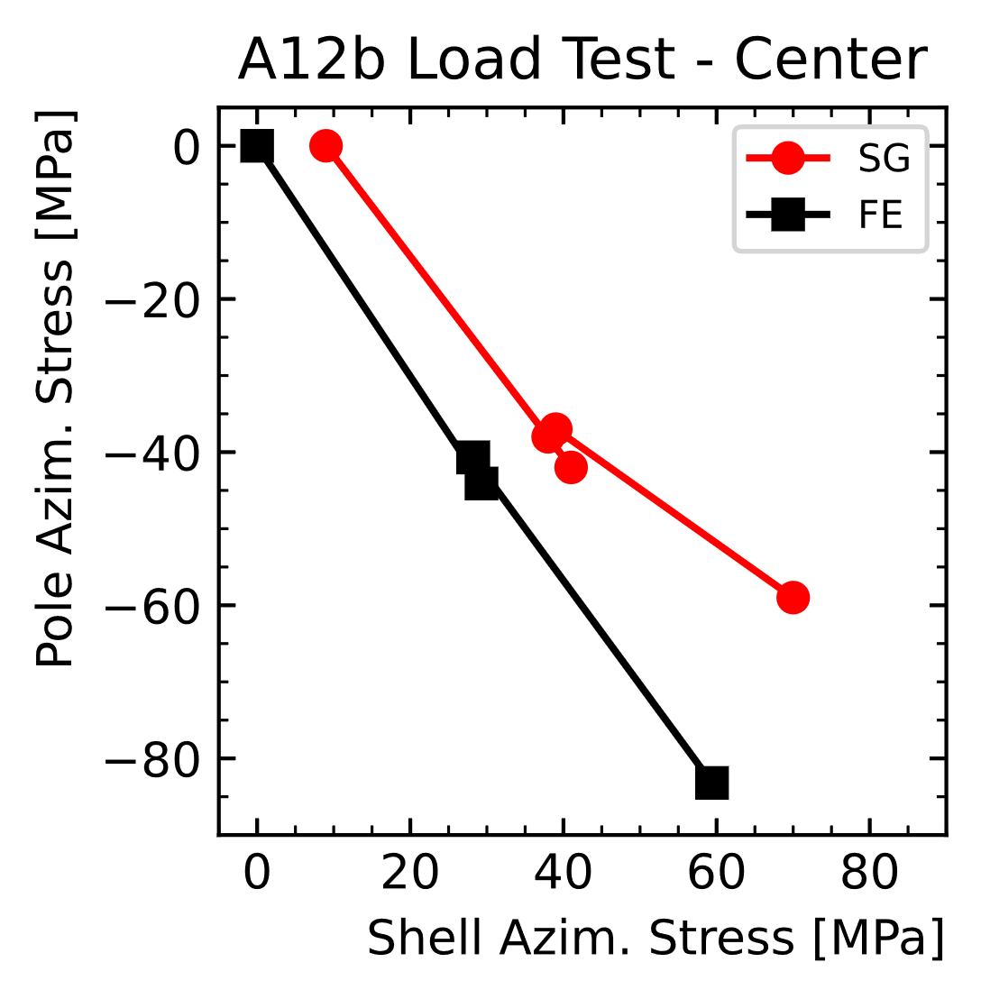 A12b Load Test - Center
Pole Azim. Stress [MPa]
0
−20
−40
−60
−80
SG
FE
0 20 40 60 80
Shell Azim. Stress [MPa]